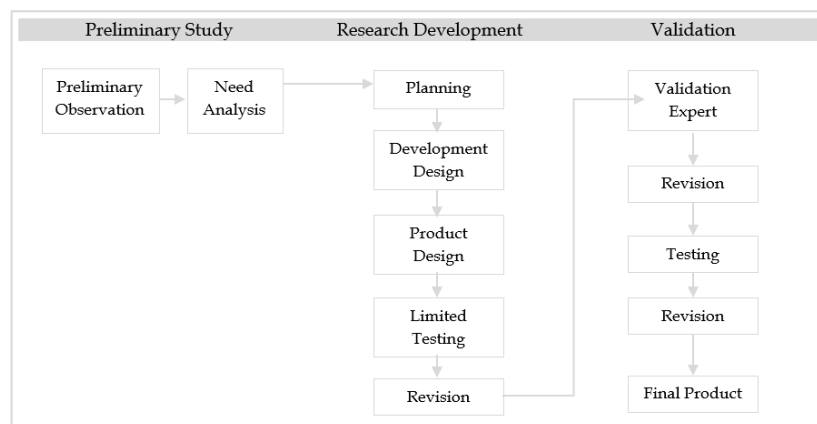 Preliminary Study
Research Development
Validation
Preliminary
Observation
Need
Analysis
Planning
Development
Design
Product
Design
Limited
Testing
Revision
Validation
Expert
Revision
Testing
Revision
Final Product